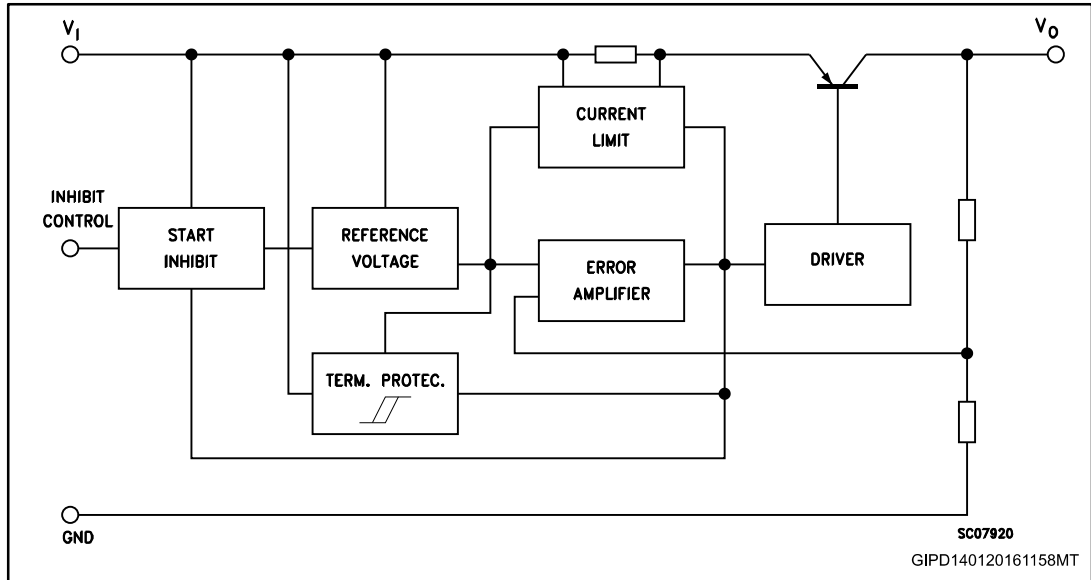 VI
VO
CURRENT
LIMIT
INHIBIT
CONTROL
START
INHIBIT
REFERENCE
VOLTAGE
ERROR
AMPLIFIER
DRIVER
TERM. PROTEC.
GND
SC07920
GIPD140120161158MT